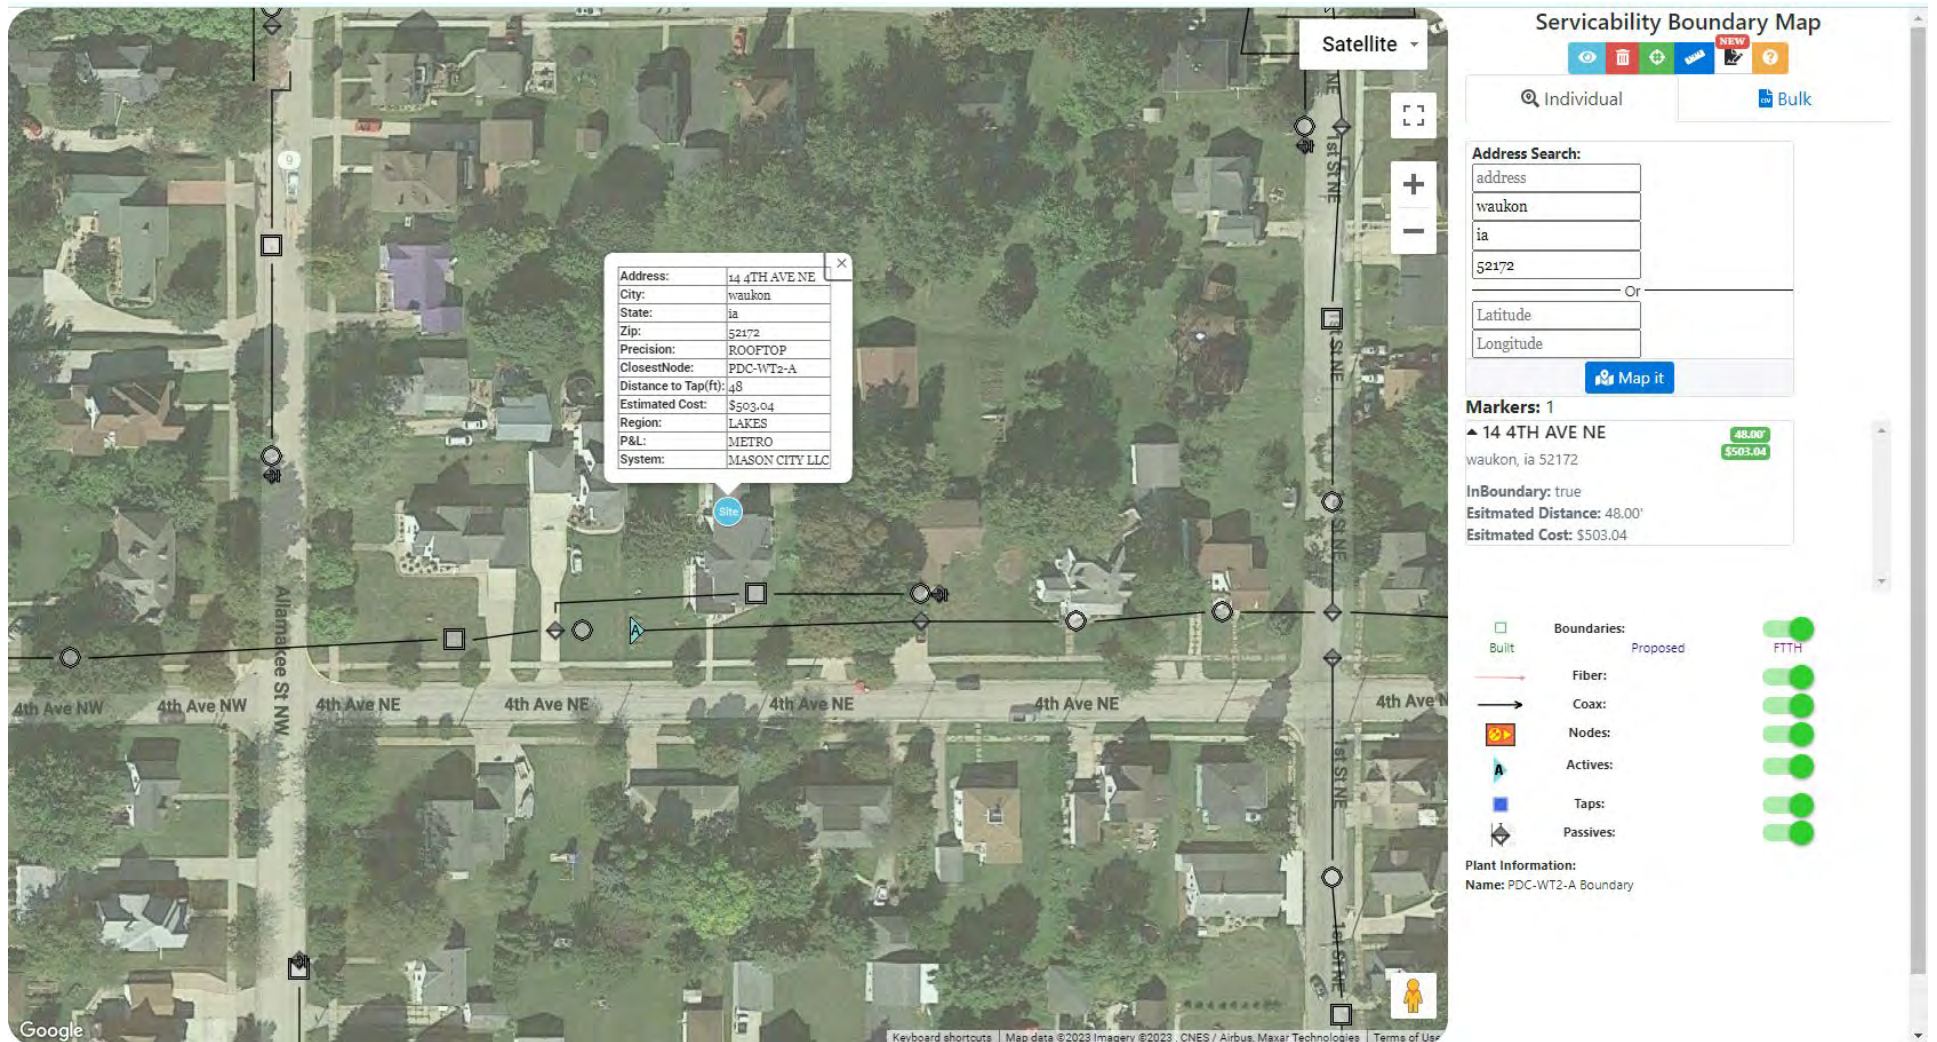 Servicability Boundary Map
NEW
Individual
Bulk
Address Search:
address
waukon
ia
52172
Or
Latitude
Longitude
Map it
Markers: 1
14 4TH AVE NE
48.00'
$503.04
waukon, ia 52172
InBoundary: true
Esitmated Distance: 48.00'
Esitmated Cost: $503.04
Boundaries:
Built
Proposed
FTTH
Fiber:
Coax:
Nodes:
A
Actives:
Taps:
Passives:
Plant Information:
Name: PDC-WT2-A Boundary
Satellite
9
Address: 14 4TH AVE NE
City: waukon
State: ia
Zip: 52172
Precision: ROOFTOP
ClosestNode: PDC-WT2-A
Distance to Tap(ft): 48
Estimated Cost: $503.04
Region: LAKES
P&L: METRO
System: MASON CITY LLC
Site
A
1st St NE
1st St NE
1st St NE
1st St NE
Allamakee St NW
4th Ave NW
4th Ave NW
4th Ave NE
4th Ave NE
4th Ave NE
4th Ave NE
4th Ave N
Google
Keyboard shortcuts
Map data ©2023 Imagery ©2023 , CNES / Airbus, Maxar Technologies
Terms of Use